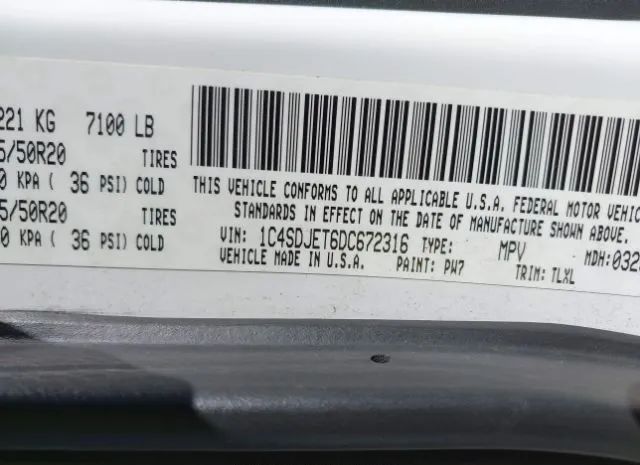 221 KG 7100 LB
5/50R20 TIRES
0 KPA ( 36 PSI) COLD
5/50R20 TIRES
0 KPA ( 36 PSI) COLD
THIS VEHICLE CONFORMS TO ALL APPLICABLE U.S.A. FEDERAL MOTOR VEHIC
STANDARDS IN EFFECT ON THE DATE OF MANUFACTURE SHOWN ABOVE.
VIN: 1C4SDJET6DC672316 TYPE: MPV MDH:032
VEHICLE MADE IN U.S.A. PAINT: PW7 TRIM: TLXL